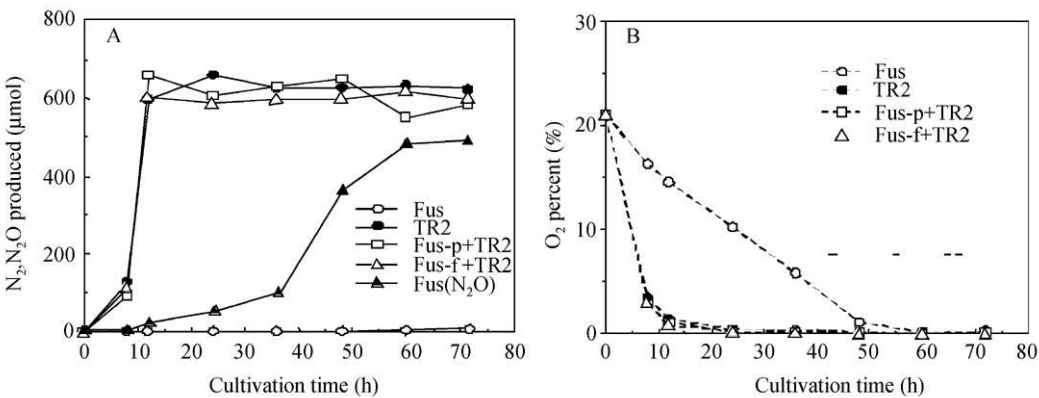 A
N₂,N₂O produced (μmol)
800
600
400
200
0
0 10 20 30 40 50 60 70 80
Cultivation time (h)
Fus
TR2
Fus-p+TR2
Fus-f+TR2
Fus(N₂O)
B
O₂ percent (%)
30
20
10
0
0 10 20 30 40 50 60 70 80
Cultivation time (h)
Fus
TR2
Fus-p+TR2
Fus-f+TR2